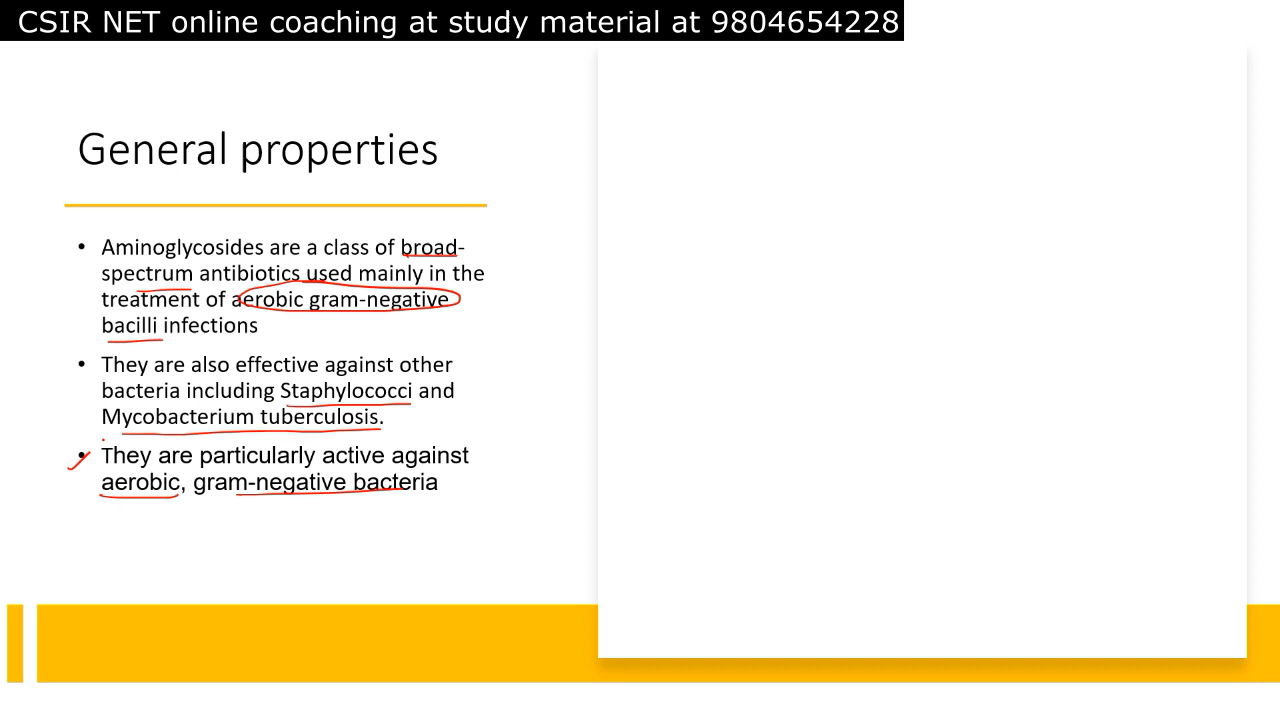 CSIR NET online coaching at study material at 9804654228
General properties
• Aminoglycosides are a class of broad-
spectrum antibiotics used mainly in the
treatment of aerobic gram-negative
bacilli infections
• They are also effective against other
bacteria including Staphylococci and
Mycobacterium tuberculosis.
• They are particularly active against
aerobic, gram-negative bacteria